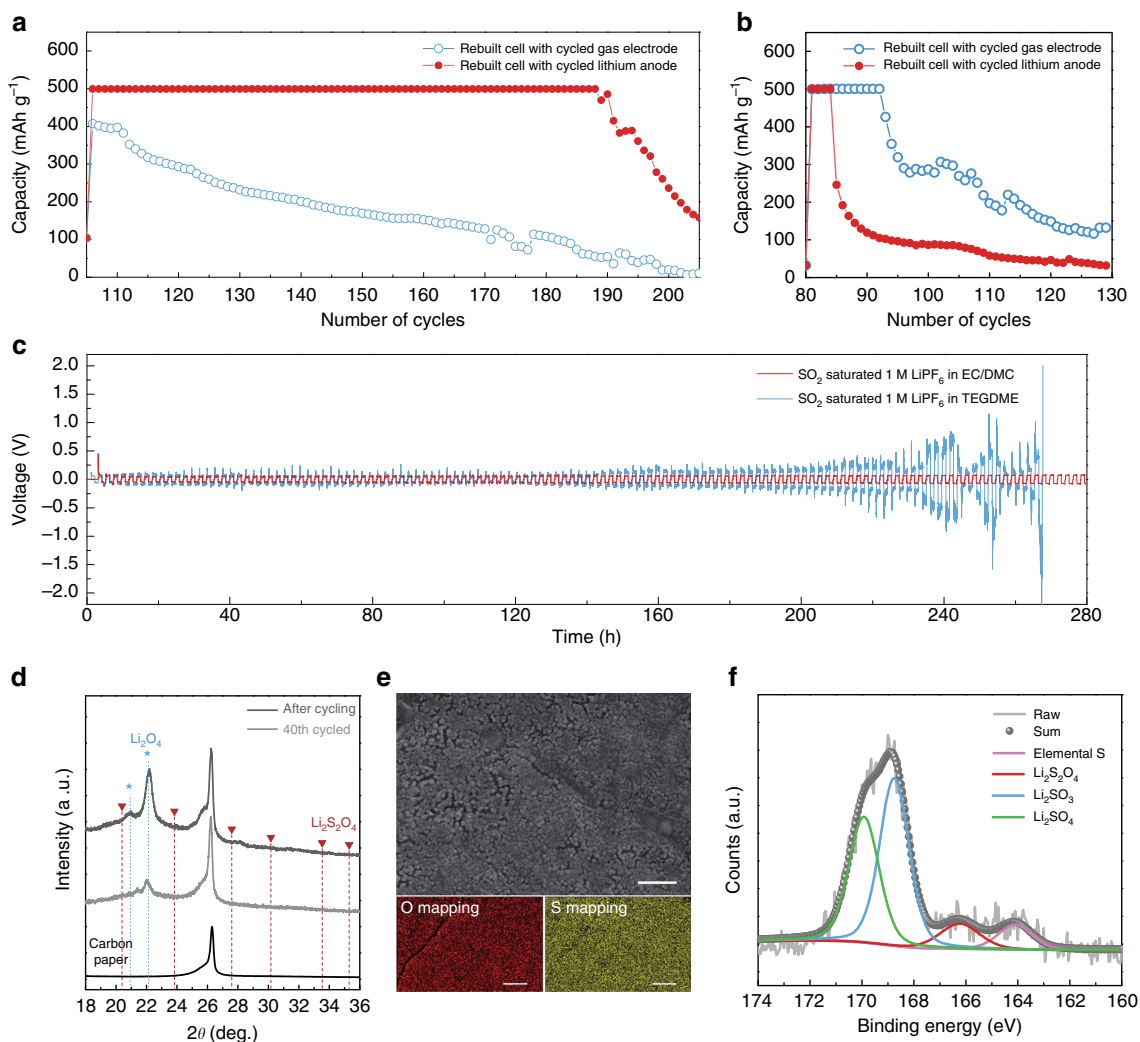 a
Rebuilt cell with cycled gas electrode
Rebuilt cell with cycled lithium anode
Capacity (mAh g⁻¹)
600
500
400
300
200
100
0
110 120 130 140 150 160 170 180 190 200
Number of cycles
b
Rebuilt cell with cycled gas electrode
Rebuilt cell with cycled lithium anode
Capacity (mAh g⁻¹)
600
500
400
300
200
100
0
80 90 100 110 120 130
Number of cycles
c
SO₂ saturated 1 M LiPF₆ in EC/DMC
SO₂ saturated 1 M LiPF₆ in TEGDME
Voltage (V)
2.0
1.5
1.0
0.5
0.0
−0.5
−1.0
−1.5
−2.0
0 40 80 120 160 200 240 280
Time (h)
d
After cycling
40th cycled
Li₂O₄
*
*
Li₂S₂O₄
Carbon
paper
Intensity (a .u.)
18 20 22 24 26 28 30 32 34 36
2θ (deg.)
e
O mapping
S mapping
f
Raw
Sum
Elemental S
Li₂S₂O₄
Li₂SO₃
Li₂SO₄
Counts (a.u.)
174 172 170 168 166 164 162 160
Binding energy (eV)